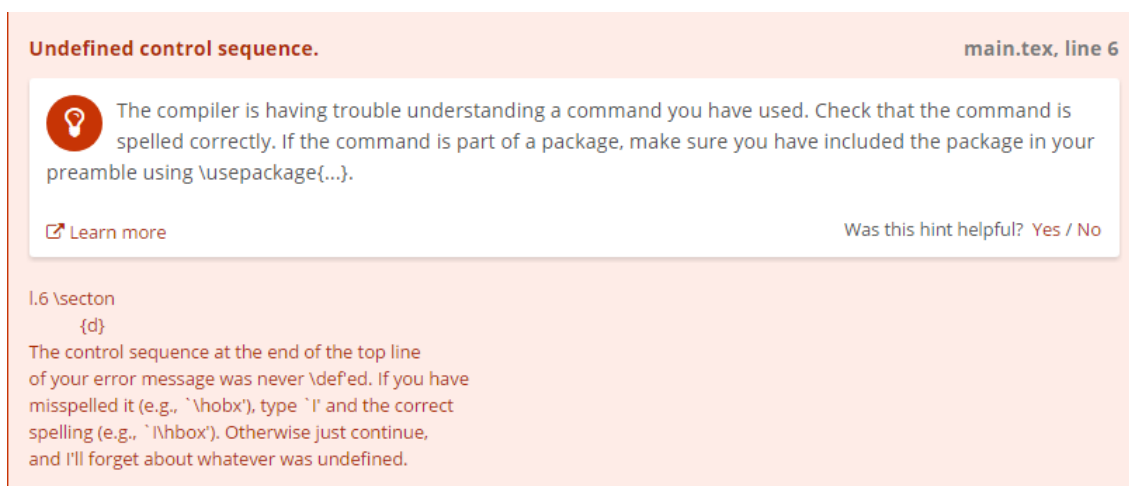 Undefined control sequence. main.tex, line 6
The compiler is having trouble understanding a command you have used. Check that the command is
spelled correctly. If the command is part of a package, make sure you have included the package in your
preamble using \usepackage{...}.
Learn more Was this hint helpful? Yes / No
l.6 \secton
{d}
The control sequence at the end of the top line
of your error message was never \def'ed. If you have
misspelled it (e.g., `\hobx'), type `I' and the correct
spelling (e.g., `I\hbox'). Otherwise just continue,
and I'll forget about whatever was undefined.